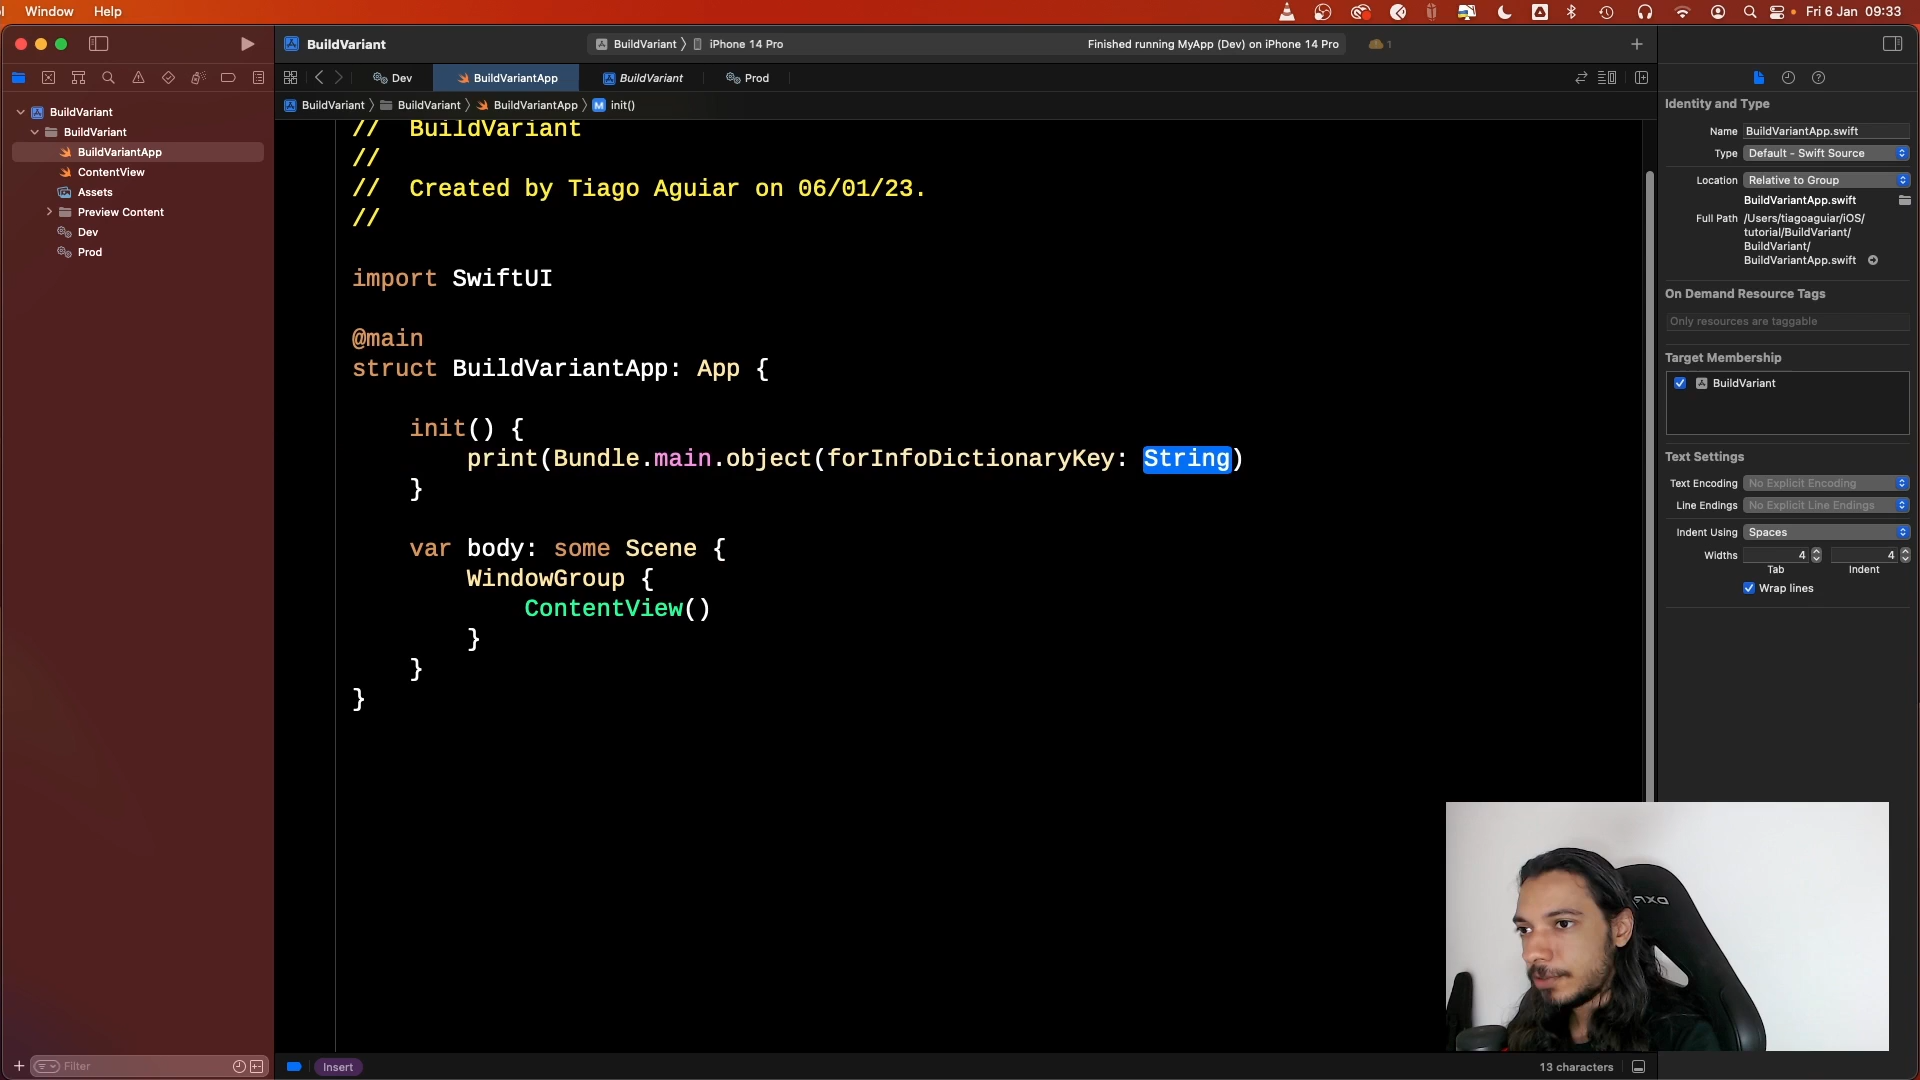 Window Help
Fri 6 Jan 09:33
BuildVariant
BuildVariant
iPhone 14 Pro
Finished running MyApp (Dev) on iPhone 14 Pro
1
Dev
BuildVariantApp
BuildVariant
Prod
BuildVariant
BuildVariant
BuildVariantApp
M init()
BuildVariant
BuildVariant
BuildVariantApp
ContentView
Assets
Preview Content
Dev
Prod
// BuildVariant
//
// Created by Tiago Aguiar on 06/01/23.
//
import SwiftUI
@main
struct BuildVariantApp: App {
init() {
print(Bundle.main.object(forInfoDictionaryKey: String)
}
var body: some Scene {
WindowGroup {
ContentView()
}
}
}
Identity and Type
Name BuildVariantApp.swift
Type Default - Swift Source
Location Relative to Group
BuildVariantApp.swift
Full Path /Users/tiagoaguiar/iOS/
tutorial/BuildVariant/
BuildVariant/
BuildVariantApp.swift
On Demand Resource Tags
Only resources are taggable
Target Membership
BuildVariant
Text Settings
Text Encoding No Explicit Encoding
Line Endings No Explicit Line Endings
Indent Using Spaces
Widths 4 4
Tab Indent
Wrap lines
DXR
Filter
Insert
13 characters